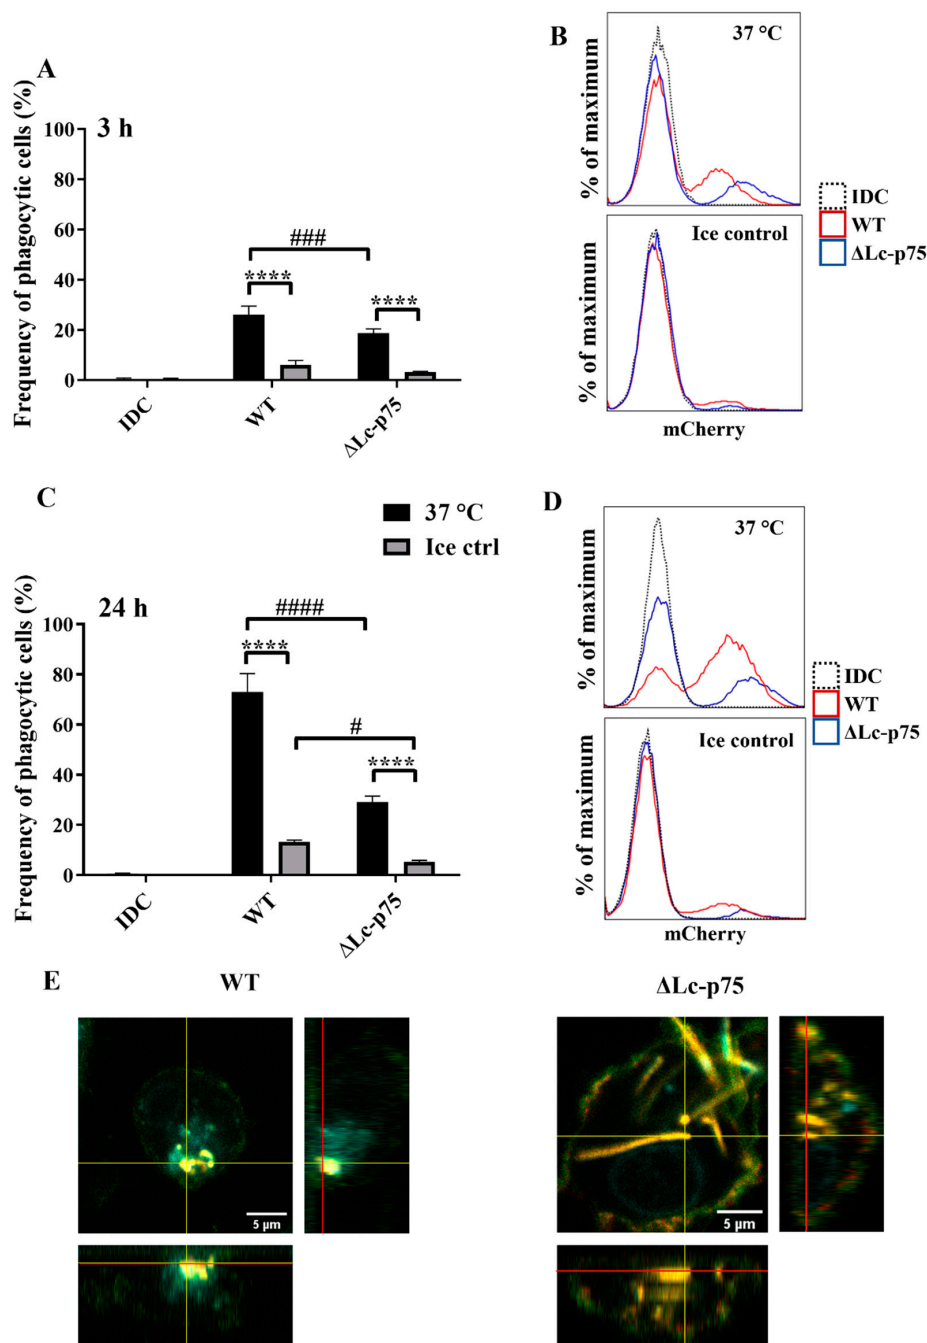 A
Frequency of phagocytic cells (%)
3 h
100
80
60
40
20
0
###
****
****
IDC
WT
ΔLc-p75
B
37 °C
% of maximum
Ice control
% of maximum
mCherry
IDC
WT
ΔLc-p75
C
37 °C
Ice ctrl
Frequency of phagocytic cells (%)
24 h
100
80
60
40
20
0
####
****
#
****
IDC
WT
ΔLc-p75
D
37 °C
% of maximum
Ice control
% of maximum
mCherry
IDC
WT
ΔLc-p75
E
WT
ΔLc-p75
5 µm
5 µm